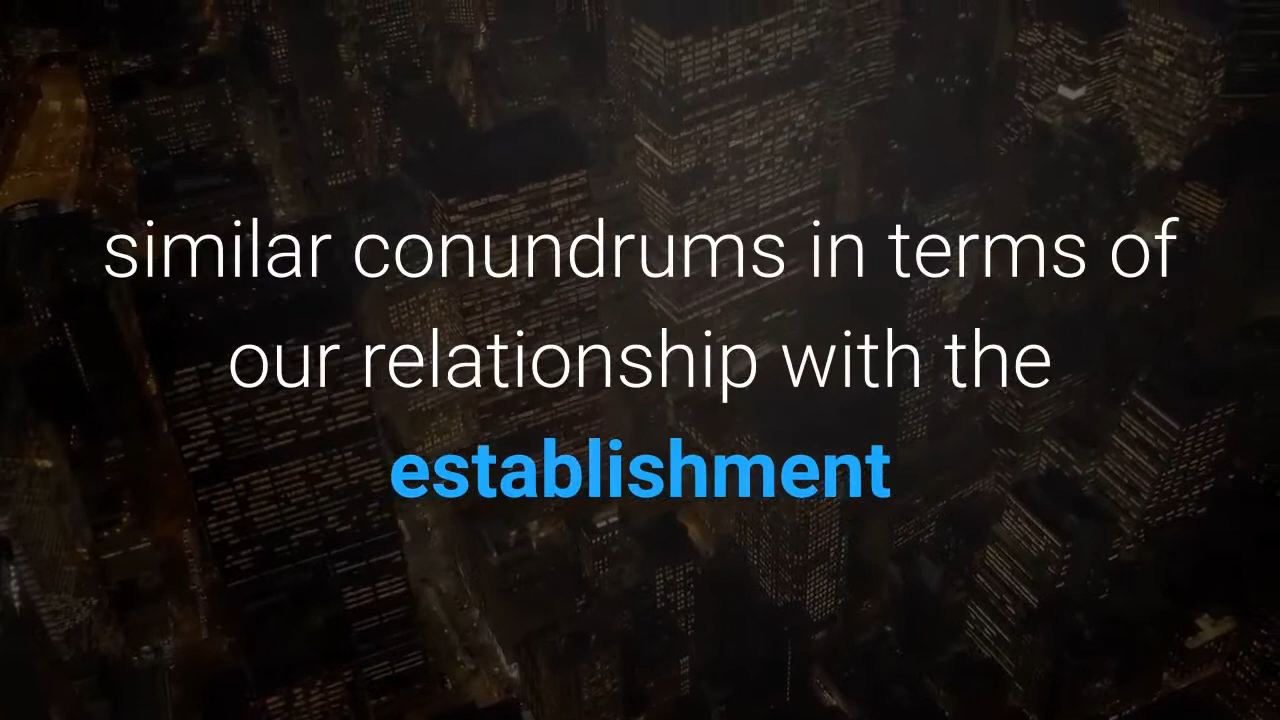 similar conundrums in terms of
our relationship with the
establishment